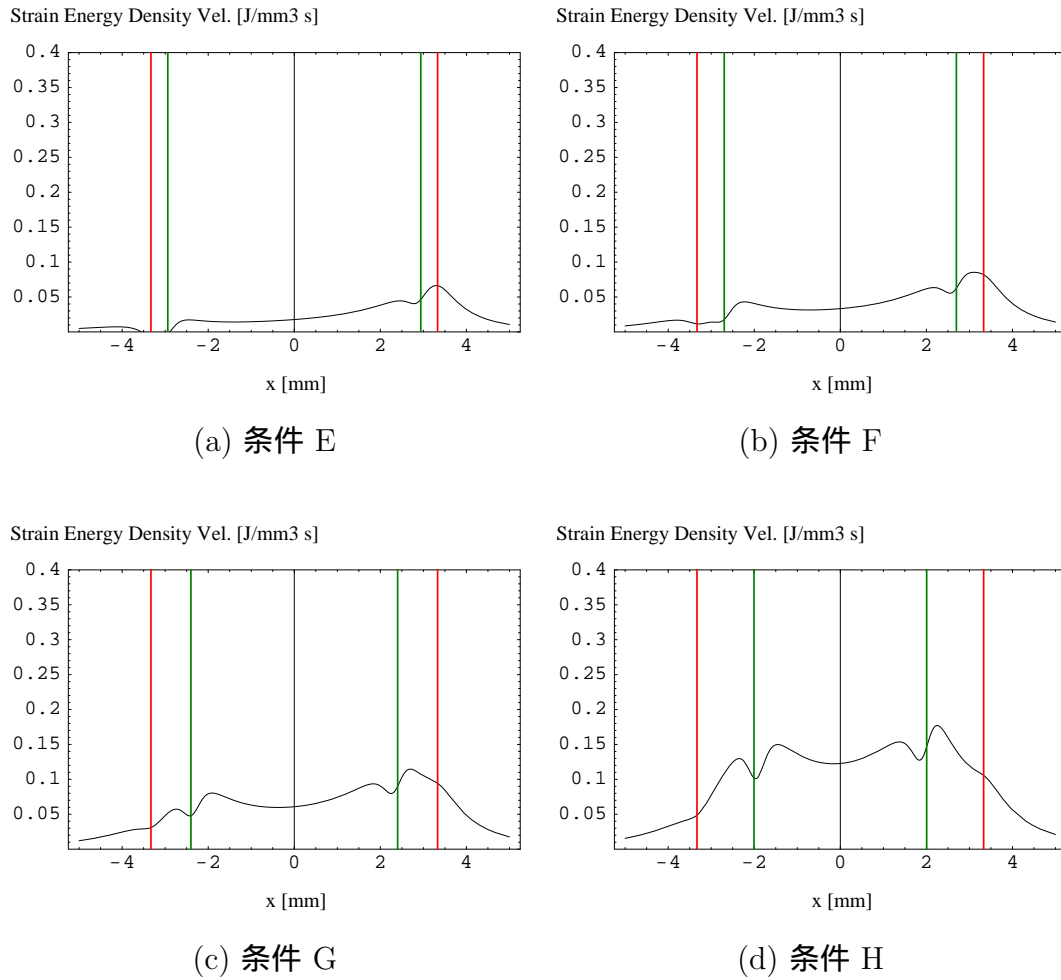 Strain Energy Density Vel. [J/mm3 s]
0.4
0.35
0.3
0.25
0.2
0.15
0.1
0.05
-4 -2 0 2 4
x [mm]
(a) 条件 E
Strain Energy Density Vel. [J/mm3 s]
0.4
0.35
0.3
0.25
0.2
0.15
0.1
0.05
-4 -2 0 2 4
x [mm]
(b) 条件 F
Strain Energy Density Vel. [J/mm3 s]
0.4
0.35
0.3
0.25
0.2
0.15
0.1
0.05
-4 -2 0 2 4
x [mm]
(c) 条件 G
Strain Energy Density Vel. [J/mm3 s]
0.4
0.35
0.3
0.25
0.2
0.15
0.1
0.05
-4 -2 0 2 4
x [mm]
(d) 条件 H